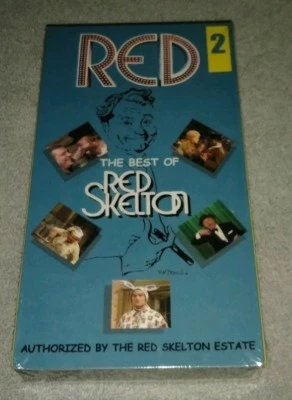 RED
2
THE BEST OF
RED
SKELTON
AUTHORIZED BY THE RED SKELTON ESTATE